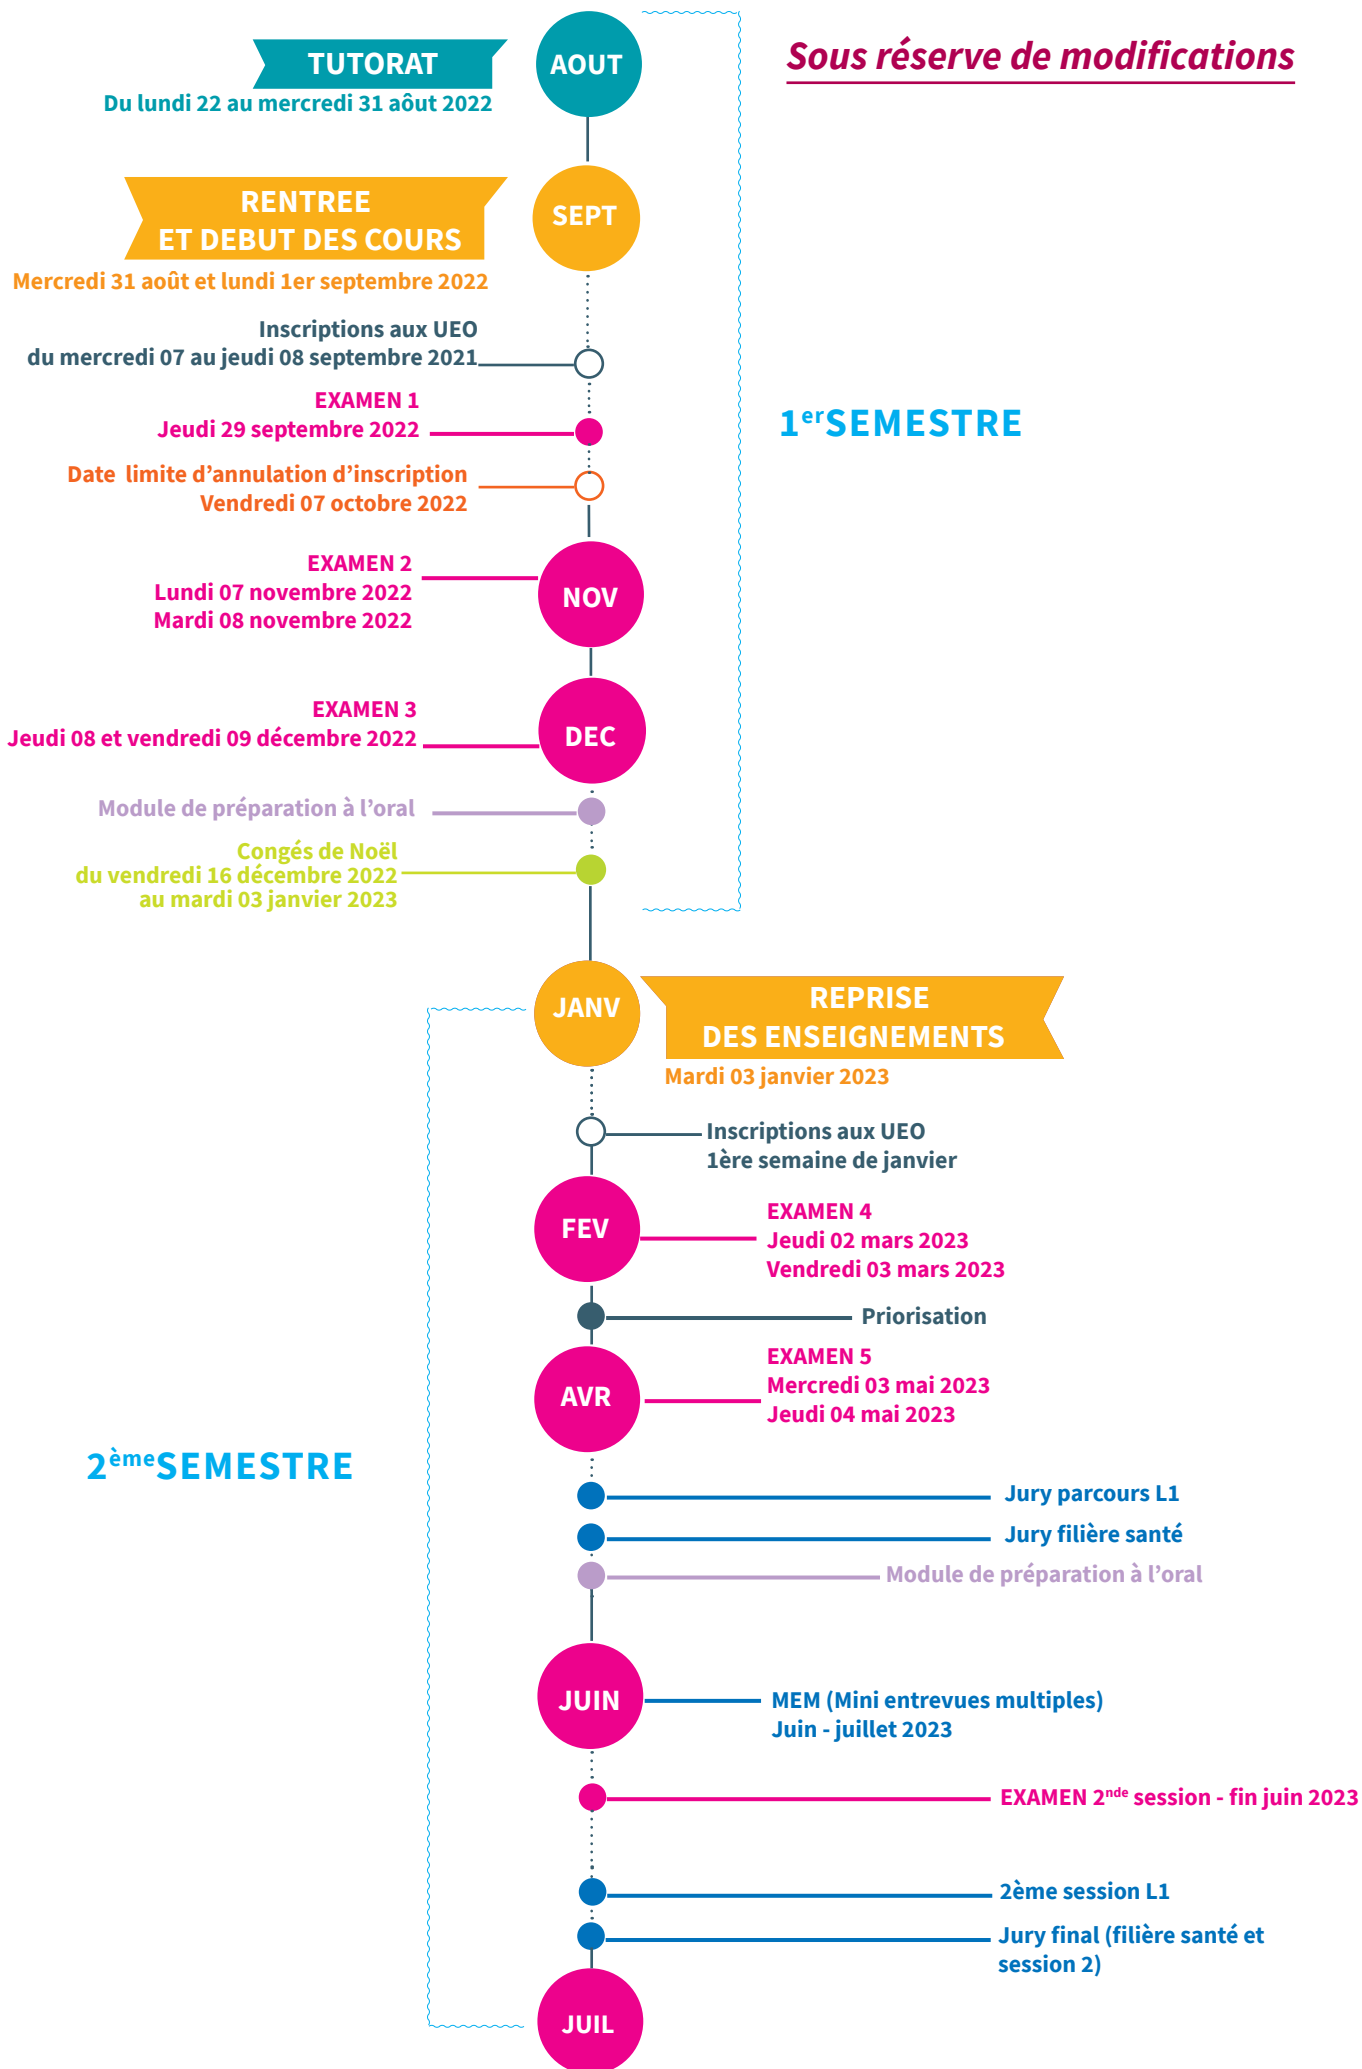 Sous réserve de modifications
TUTORAT
AOUT
Du lundi 22 au mercredi 31 aôut 2022
RENTREE
ET DEBUT DES COURS
SEPT
Mercredi 31 août et lundi 1er septembre 2022
Inscriptions aux UEO
du mercredi 07 au jeudi 08 septembre 2021
EXAMEN 1
Jeudi 29 septembre 2022
1erSEMESTRE
Date limite d'annulation d'inscription
Vendredi 07 octobre 2022
EXAMEN 2
Lundi 07 novembre 2022
Mardi 08 novembre 2022
NOV
EXAMEN 3
Jeudi 08 et vendredi 09 décembre 2022
DEC
Module de préparation à l'oral
Congés de Noël
du vendredi 16 décembre 2022
au mardi 03 janvier 2023
JANV
REPRISE
DES ENSEIGNEMENTS
Mardi 03 janvier 2023
Inscriptions aux UEO
1ère semaine de janvier
FEV
EXAMEN 4
Jeudi 02 mars 2023
Vendredi 03 mars 2023
Priorisation
AVR
EXAMEN 5
Mercredi 03 mai 2023
Jeudi 04 mai 2023
2èmeSEMESTRE
Jury parcours L1
Jury filière santé
Module de préparation à l'oral
JUIN
MEM (Mini entrevues multiples)
Juin - juillet 2023
EXAMEN 2nde session - fin juin 2023
2ème session L1
Jury final (filière santé et
session 2)
JUIL